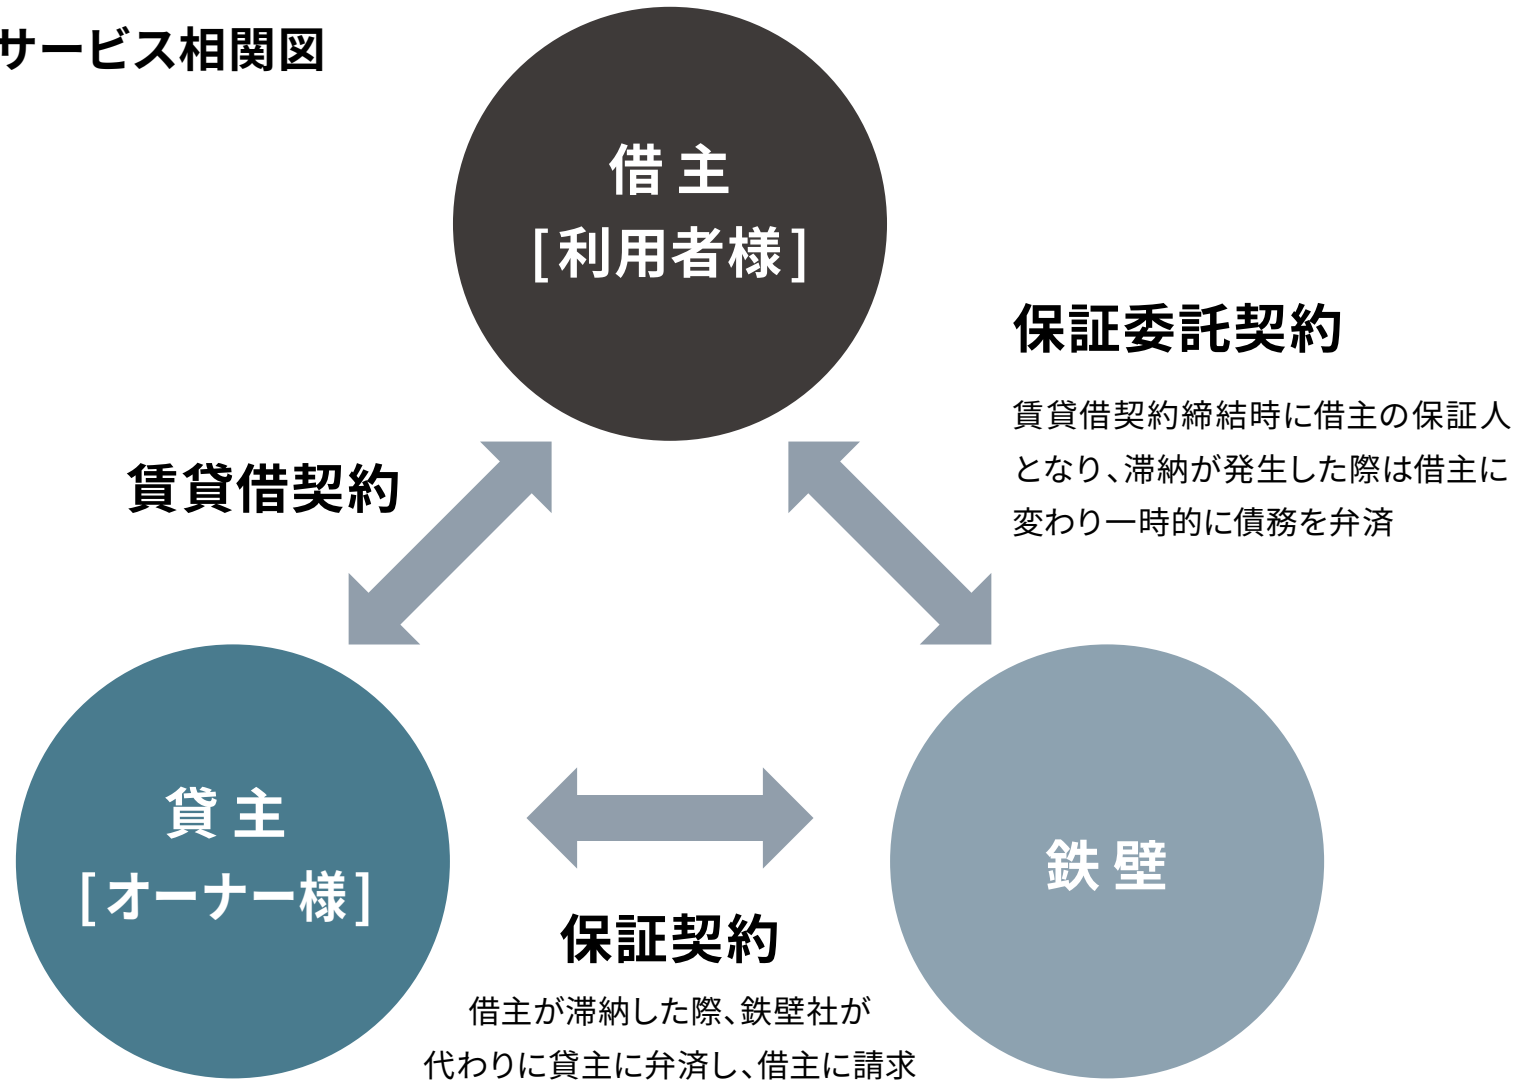 サービス相関図
借主
[利用者様]
保証委託契約
賃貸借契約締結時に借主の保証人
となり、滞納が発生した際は借主に
変わり一時的に債務を弁済
賃貸借契約
貸主
[オーナー様]
鉄壁
保証契約
借主が滞納した際、鉄壁社が
代わりに貸主に弁済し、借主に請求